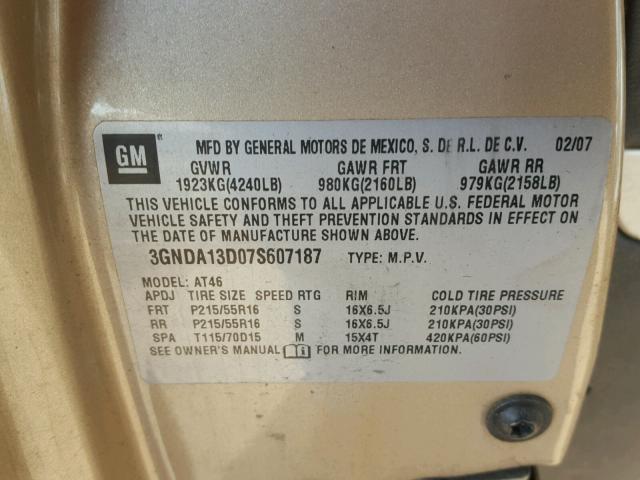 GM MFD BY GENERAL MOTORS DE MEXICO, S. DE R.L. DE C.V. 02/07
GVWR GAWR FRT GAWR RR
1923KG(4240LB) 980KG(2160LB) 979KG(2158LB)
THIS VEHICLE CONFORMS TO ALL APPLICABLE U.S. FEDERAL MOTOR
VEHICLE SAFETY AND THEFT PREVENTION STANDARDS IN EFFECT ON
THE DATE OF MANUFACTURE SHOWN ABOVE.
3GNDA13D07S607187 TYPE: M.P.V.
MODEL: AT46
APDJ TIRE SIZE SPEED RTG RIM COLD TIRE PRESSURE
FRT P215/55R16 S 16X6.5J 210KPA(30PSI)
RR P215/55R16 S 16X6.5J 210KPA(30PSI)
SPA T115/70D15 M 15X4T 420KPA(60PSI)
SEE OWNER'S MANUAL FOR MORE INFORMATION.